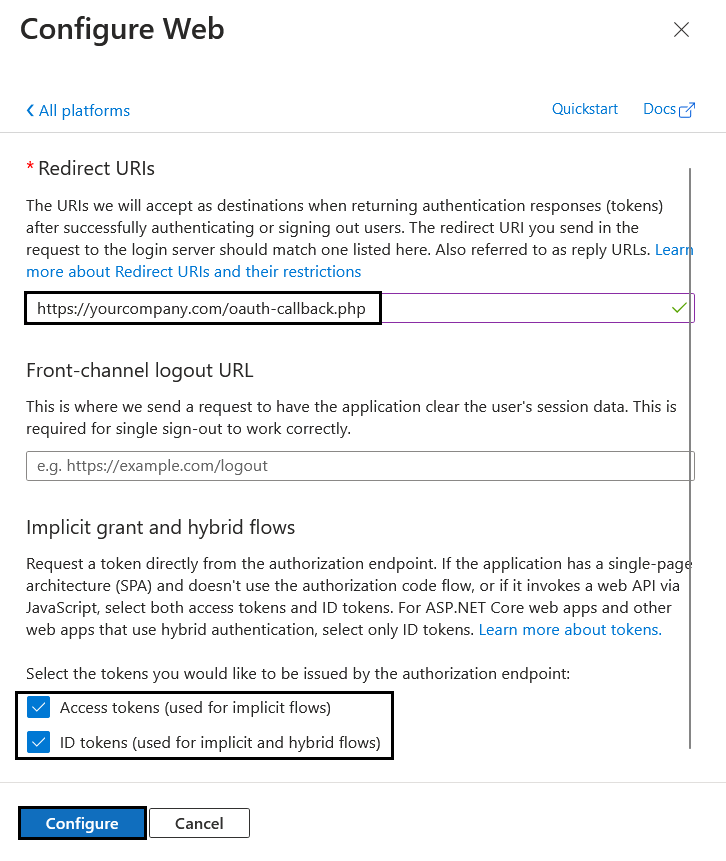 Configure Web
All platforms
Quickstart
Docs
* Redirect URIs
The URIs we will accept as destinations when returning authentication responses (tokens)
after successfully authenticating or signing out users. The redirect URI you send in the
request to the login server should match one listed here. Also referred to as reply URLs. Learn
more about Redirect URIs and their restrictions
https://yourcompany.com/oauth-callback.php
Front-channel logout URL
This is where we send a request to have the application clear the user's session data. This is
required for single sign-out to work correctly.
e.g. https://example.com/logout
Implicit grant and hybrid flows
Request a token directly from the authorization endpoint. If the application has a single-page
architecture (SPA) and doesn't use the authorization code flow, or if it invokes a web API via
JavaScript, select both access tokens and ID tokens. For ASP.NET Core web apps and other
web apps that use hybrid authentication, select only ID tokens. Learn more about tokens.
Select the tokens you would like to be issued by the authorization endpoint:
Access tokens (used for implicit flows)
ID tokens (used for implicit and hybrid flows)
Configure
Cancel